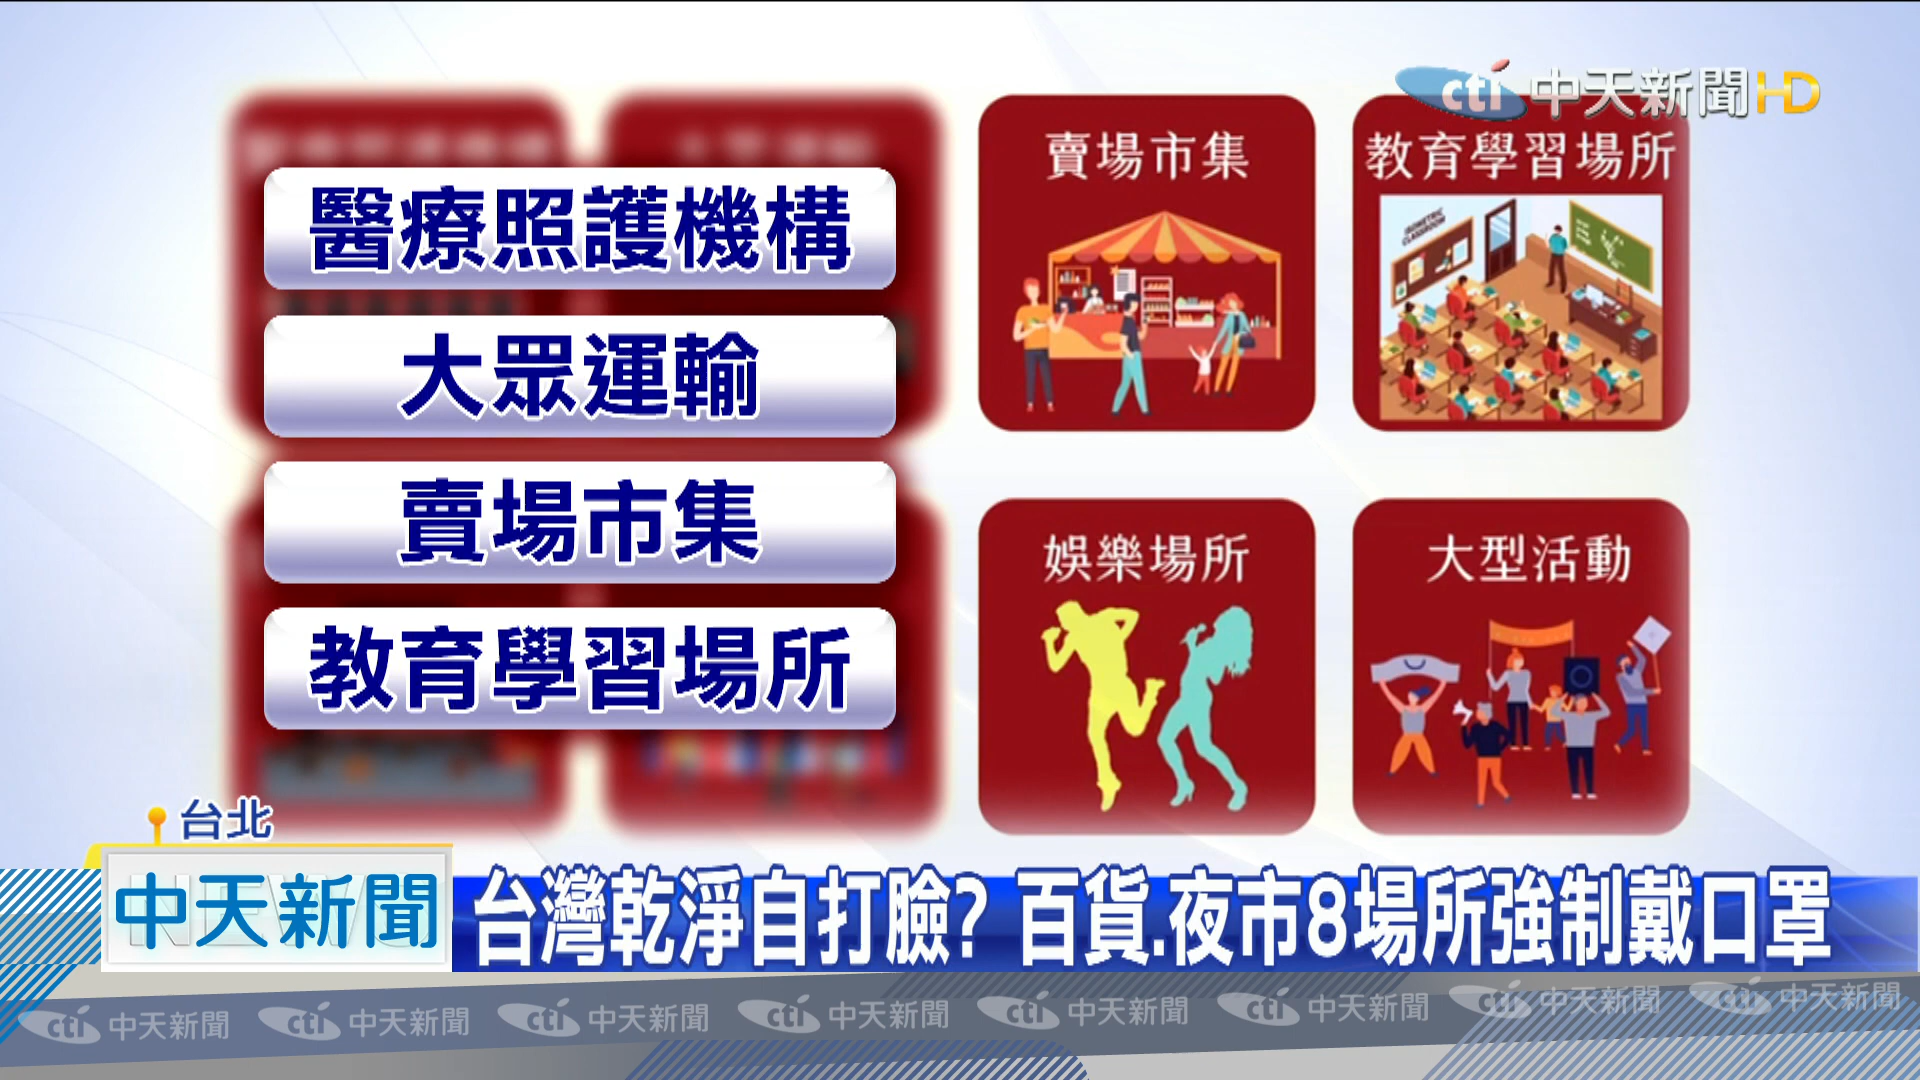 cti 中天新聞HD
醫療照護機構
大眾運輸
賣場市集
教育學習場所
賣場市集
教育學習場所
ISOMETRIC
CLASSROOM
娛樂場所
大型活動
台北
中天新聞
台灣乾淨自打臉? 百貨.夜市8場所強制戴口罩
cti 中天新聞 cti 中天新聞 cti 中天新聞 cti 中天新聞 cti 中天新聞 cti 中天新聞 cti 中天新聞 cti 中天新聞